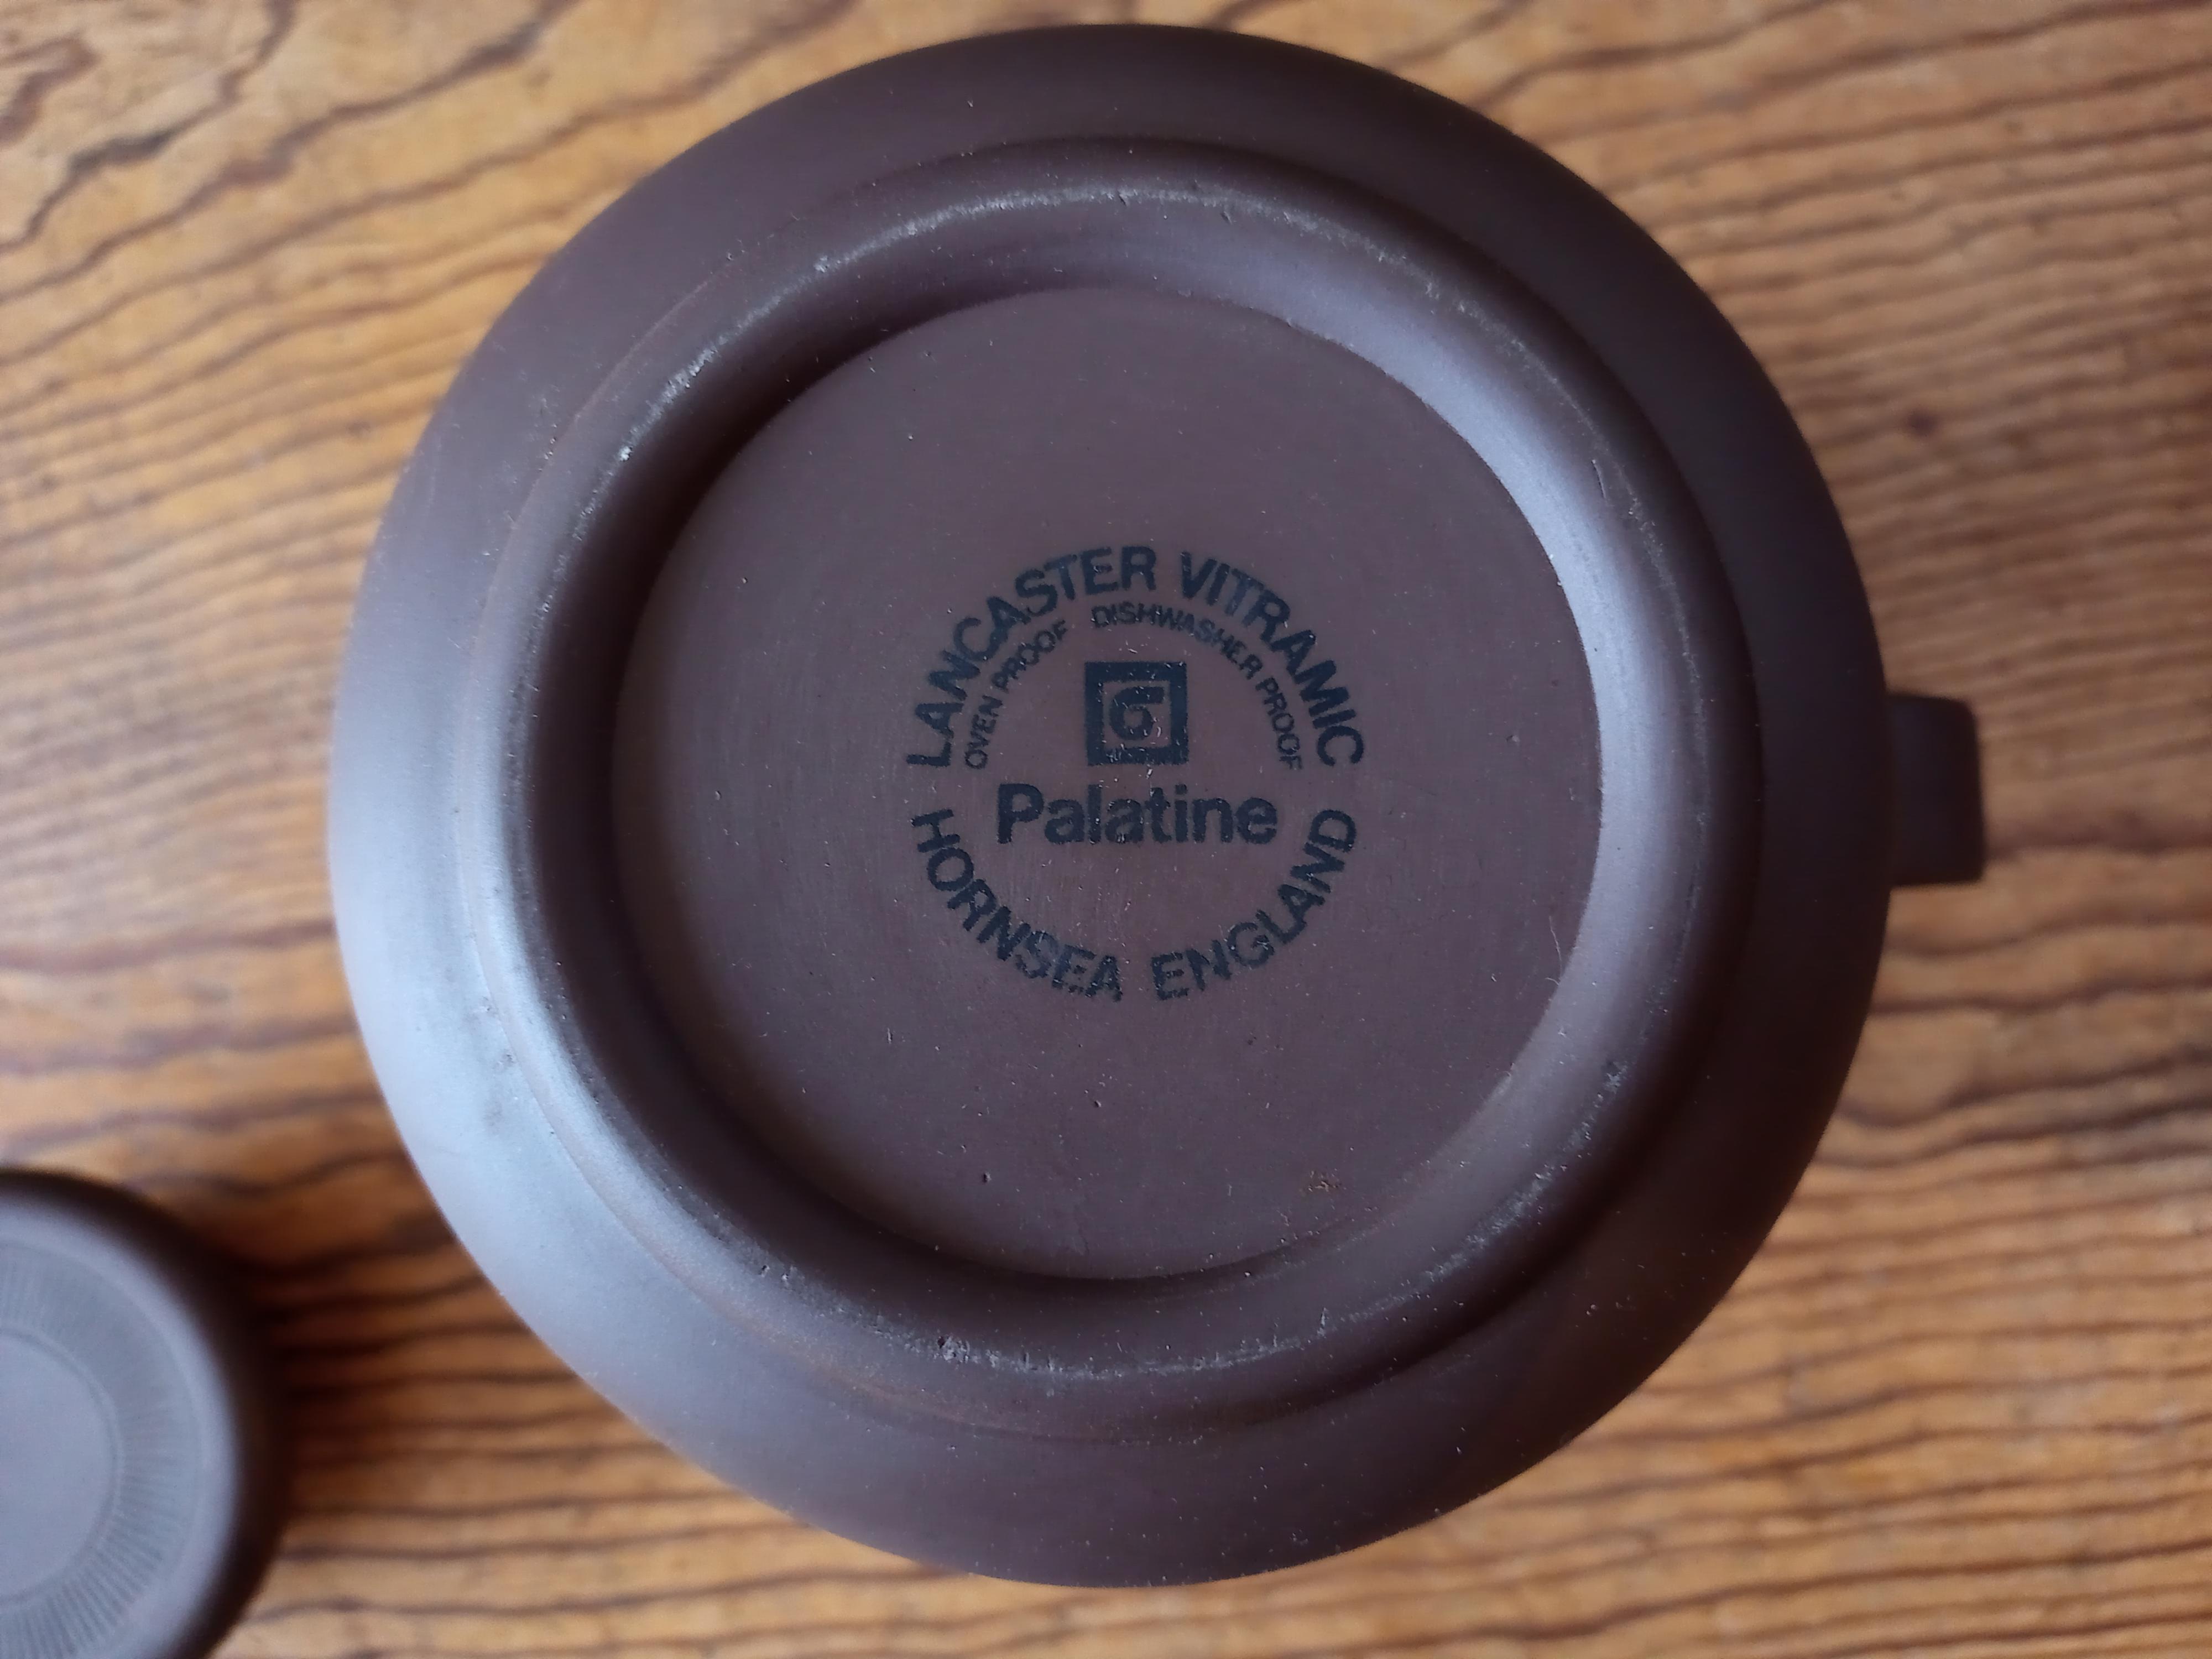 LANCASTER VITRAMIC
OVEN PROOF DISHWASHER PROOF
Palatine
HORNSEA ENGLAND